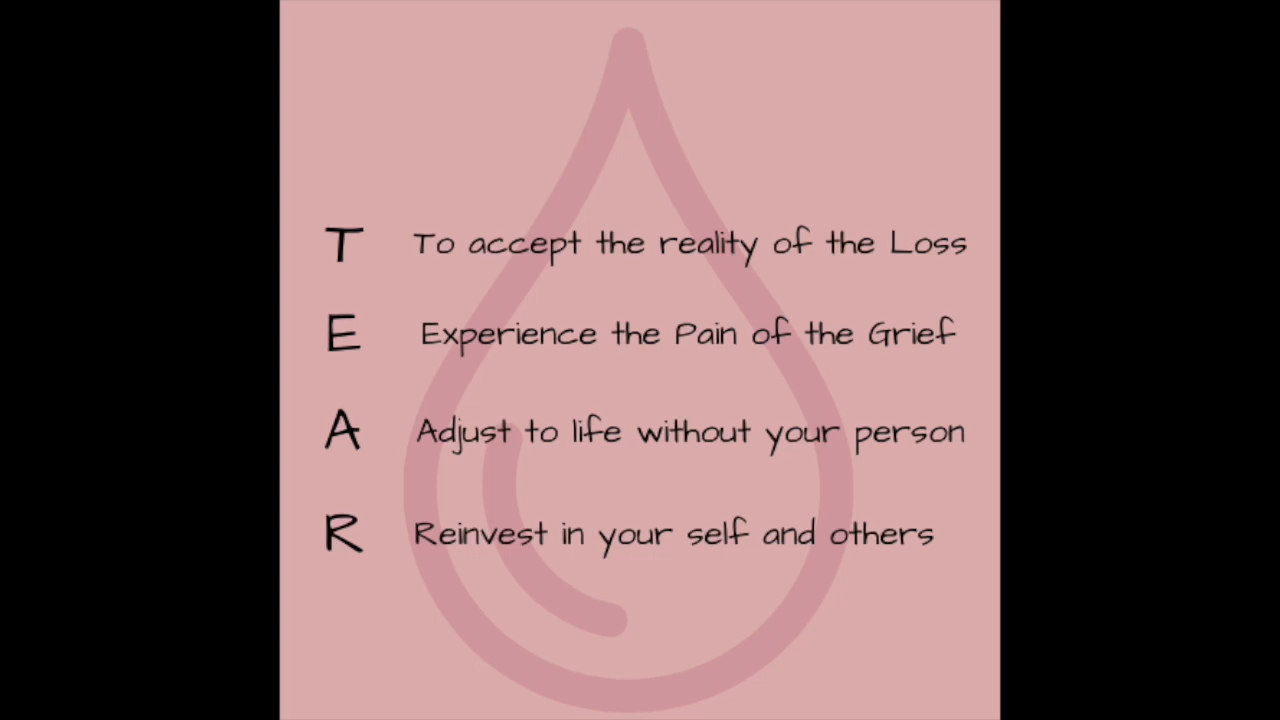 T To accept the reality of the Loss
E Experience the Pain of the Grief
A Adjust to life without your person
R Reinvest in your self and others